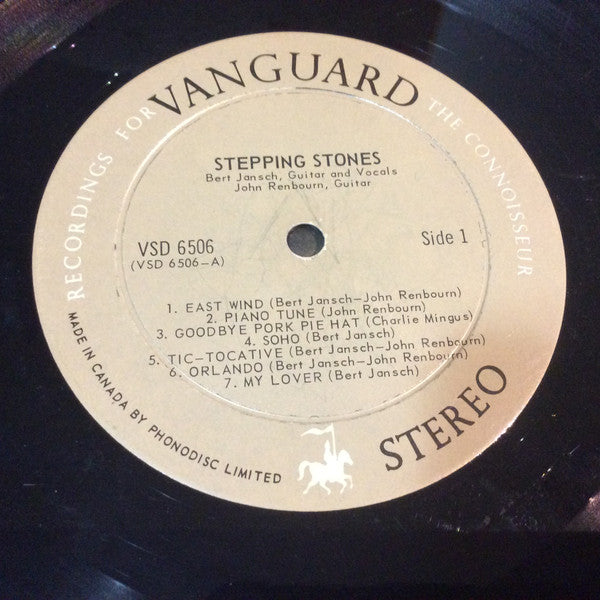 RECORDINGS FOR VANGUARD THE CONNOISSEUR
STEPPING STONES
Bert Jansch, Guitar and Vocals
John Renbourn, Guitar
VSD 6506
(VSD 6506-A)
Side 1
1. EAST WIND (Bert Jansch-John Renbourn)
2. PIANO TUNE (John Renbourn)
3. GOODBYE PORK PIE HAT (Charlie Mingus)
4. SOHO (Bert Jansch)
5. TIC-TOCATIVE (Bert Jansch-John Renbourn)
6. ORLANDO (Bert Jansch-John Renbourn)
7. MY LOVER (Bert Jansch)
MADE IN CANADA BY PHONODISC LIMITED
STEREO